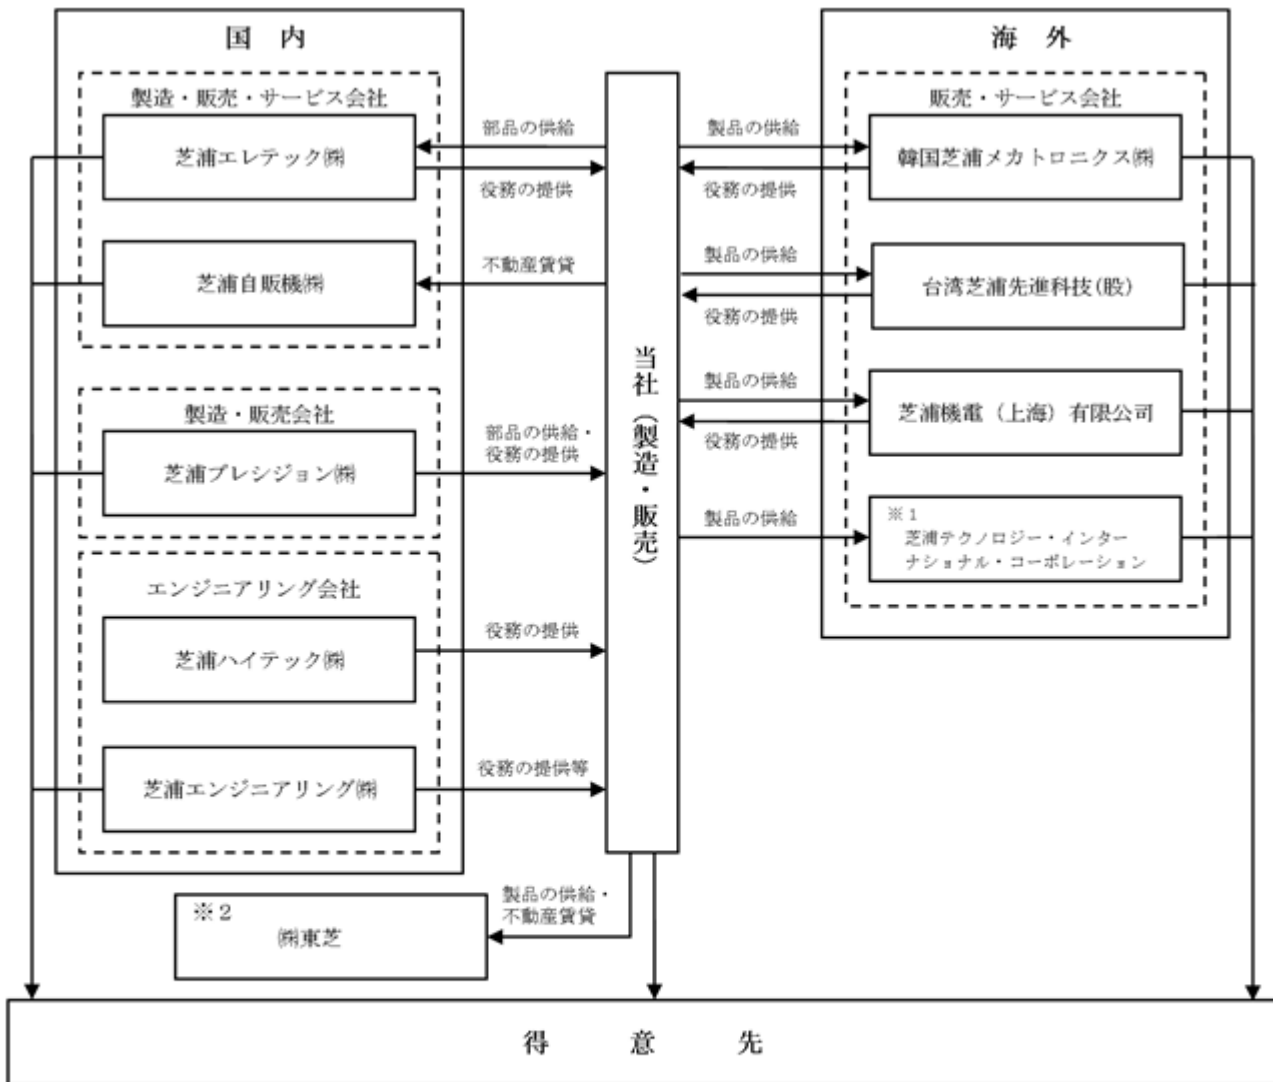 国　内
製造・販売・サービス会社
芝浦エレテック㈱
芝浦自販機㈱
製造・販売会社
芝浦プレシジョン㈱
エンジニアリング会社
芝浦ハイテック㈱
芝浦エンジニアリング㈱
部品の供給
役務の提供
不動産賃貸
部品の供給・
役務の提供
役務の提供
役務の提供等
当社（製造・販売）
製品の供給
役務の提供
製品の供給
役務の提供
製品の供給
役務の提供
製品の供給
海　外
販売・サービス会社
韓国芝浦メカトロニクス㈱
台湾芝浦先進科技(股)
芝浦機電（上海）有限公司
※１
芝浦テクノロジー・インター
ナショナル・コーポレーション
※２
㈱東芝
製品の供給・
不動産賃貸
得　意　先